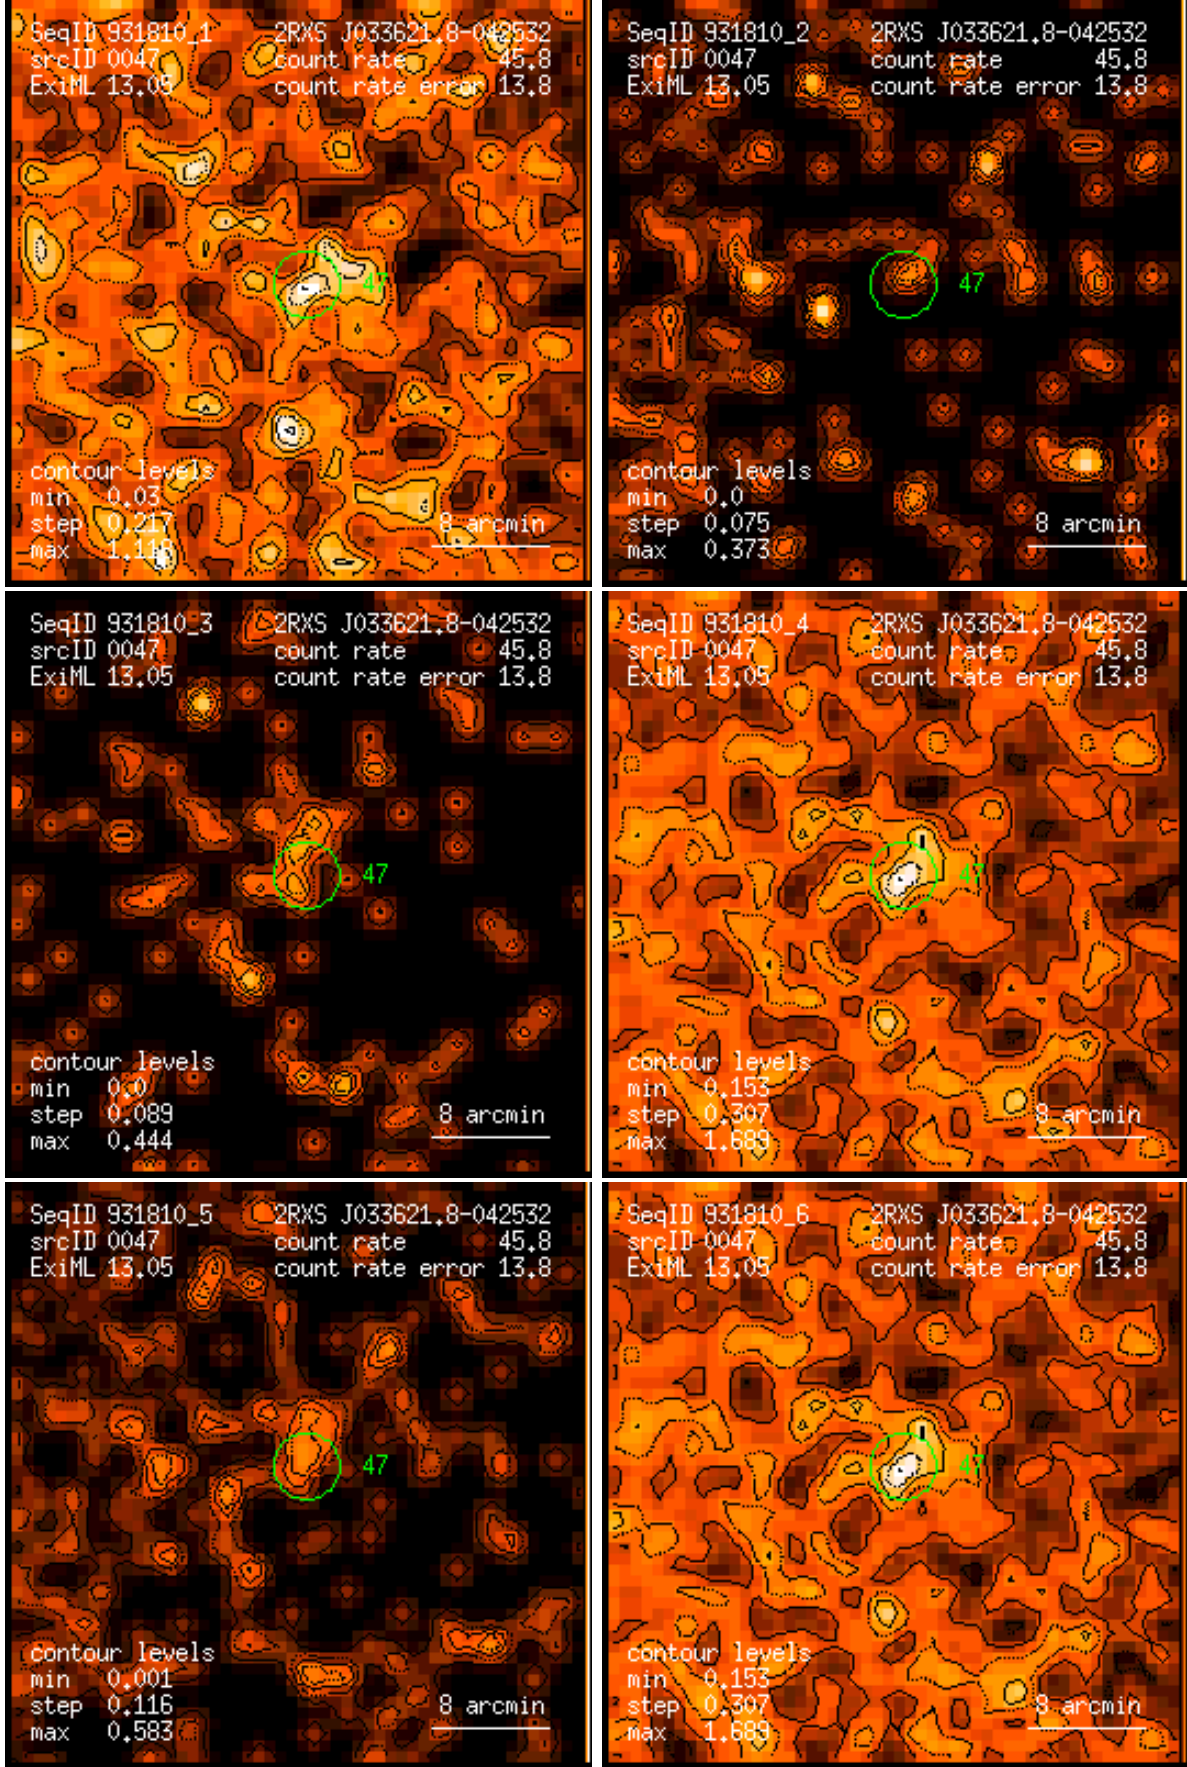 SeqID 931810_1 2RXS J033621.8-042532
srcID 0047 count rate 45.8
ExiML 13.05 count rate error 13.8
47
contour levels
min 0.03
step 0.217
max 1.118 8 arcmin
SeqID 931810_2 2RXS J033621.8-042532
srcID 0047 count rate 45.8
ExiML 13.05 count rate error 13.8
47
contour levels
min 0.0
step 0.075
max 0.373 8 arcmin
SeqID 931810_3 2RXS J033621.8-042532
srcID 0047 count rate 45.8
ExiML 13.05 count rate error 13.8
47
contour levels
min 0.0
step 0.089
max 0.444 8 arcmin
SeqID 931810_4 2RXS J033621.8-042532
srcID 0047 count rate 45.8
ExiML 13.05 count rate error 13.8
47
contour levels
min 0.153
step 0.307
max 1.689 8 arcmin
SeqID 931810_5 2RXS J033621.8-042532
srcID 0047 count rate 45.8
ExiML 13.05 count rate error 13.8
47
contour levels
min 0.001
step 0.116
max 0.583 8 arcmin
SeqID 931810_6 2RXS J033621.8-042532
srcID 0047 count rate 45.8
ExiML 13.05 count rate error 13.8
47
contour levels
min 0.153
step 0.307
max 1.689 8 arcmin